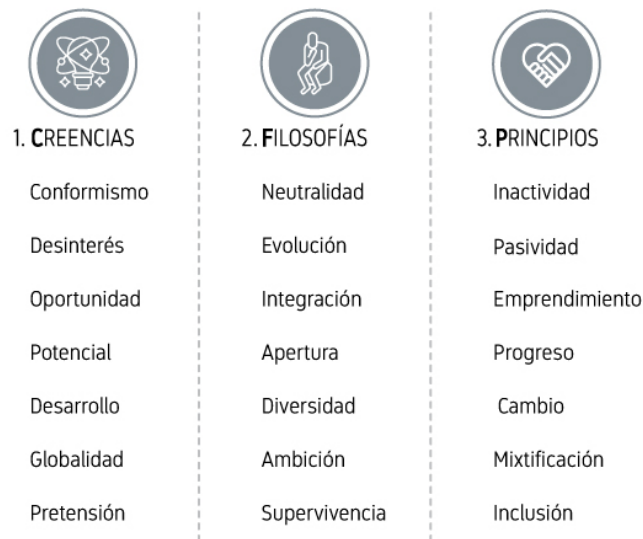 1. CREENCIAS
Conformismo
Desinterés
Oportunidad
Potencial
Desarrollo
Globalidad
Pretensión
2. FILOSOFÍAS
Neutralidad
Evolución
Integración
Apertura
Diversidad
Ambición
Supervivencia
3. PRINCIPIOS
Inactividad
Pasividad
Emprendimiento
Progreso
Cambio
Mixtificación
Inclusión